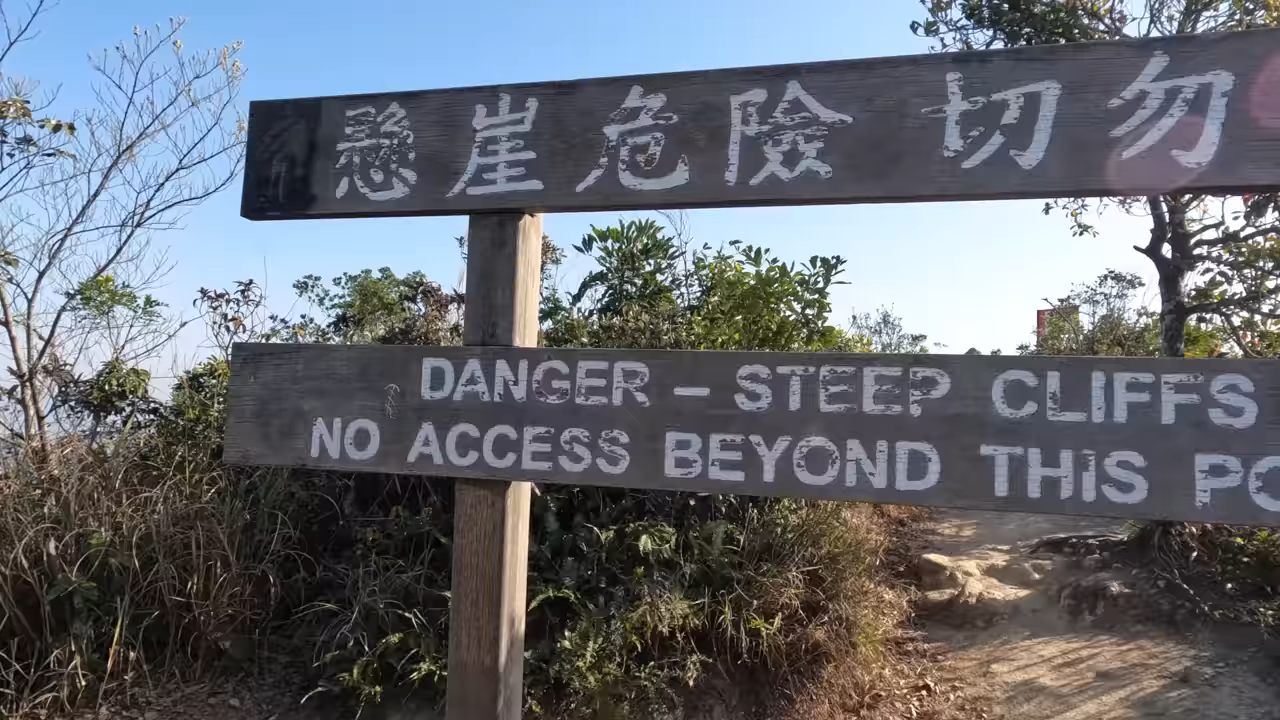 懸崖危險 切勿
DANGER – STEEP CLIFFS
NO ACCESS BEYOND THIS PO